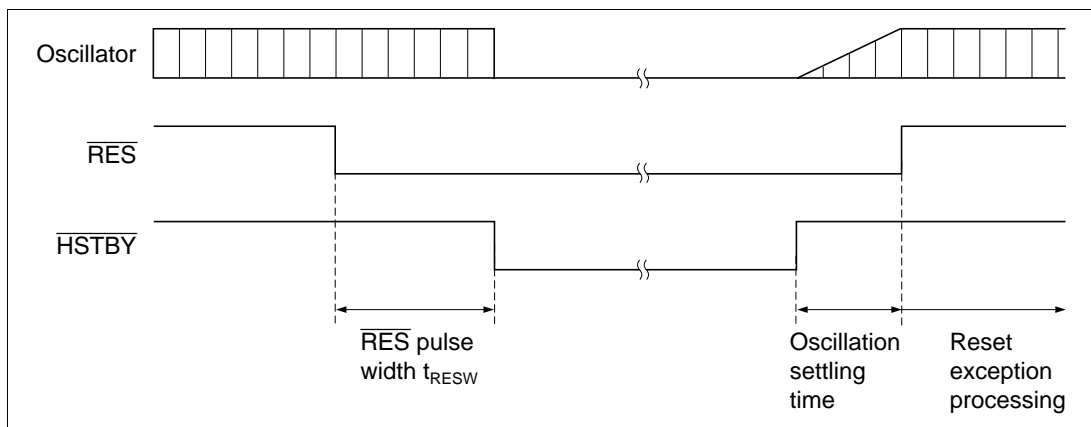 Oscillator
RES
HSTBY
RES pulse
width tRESW
Oscillation
settling
time
Reset
exception
processing